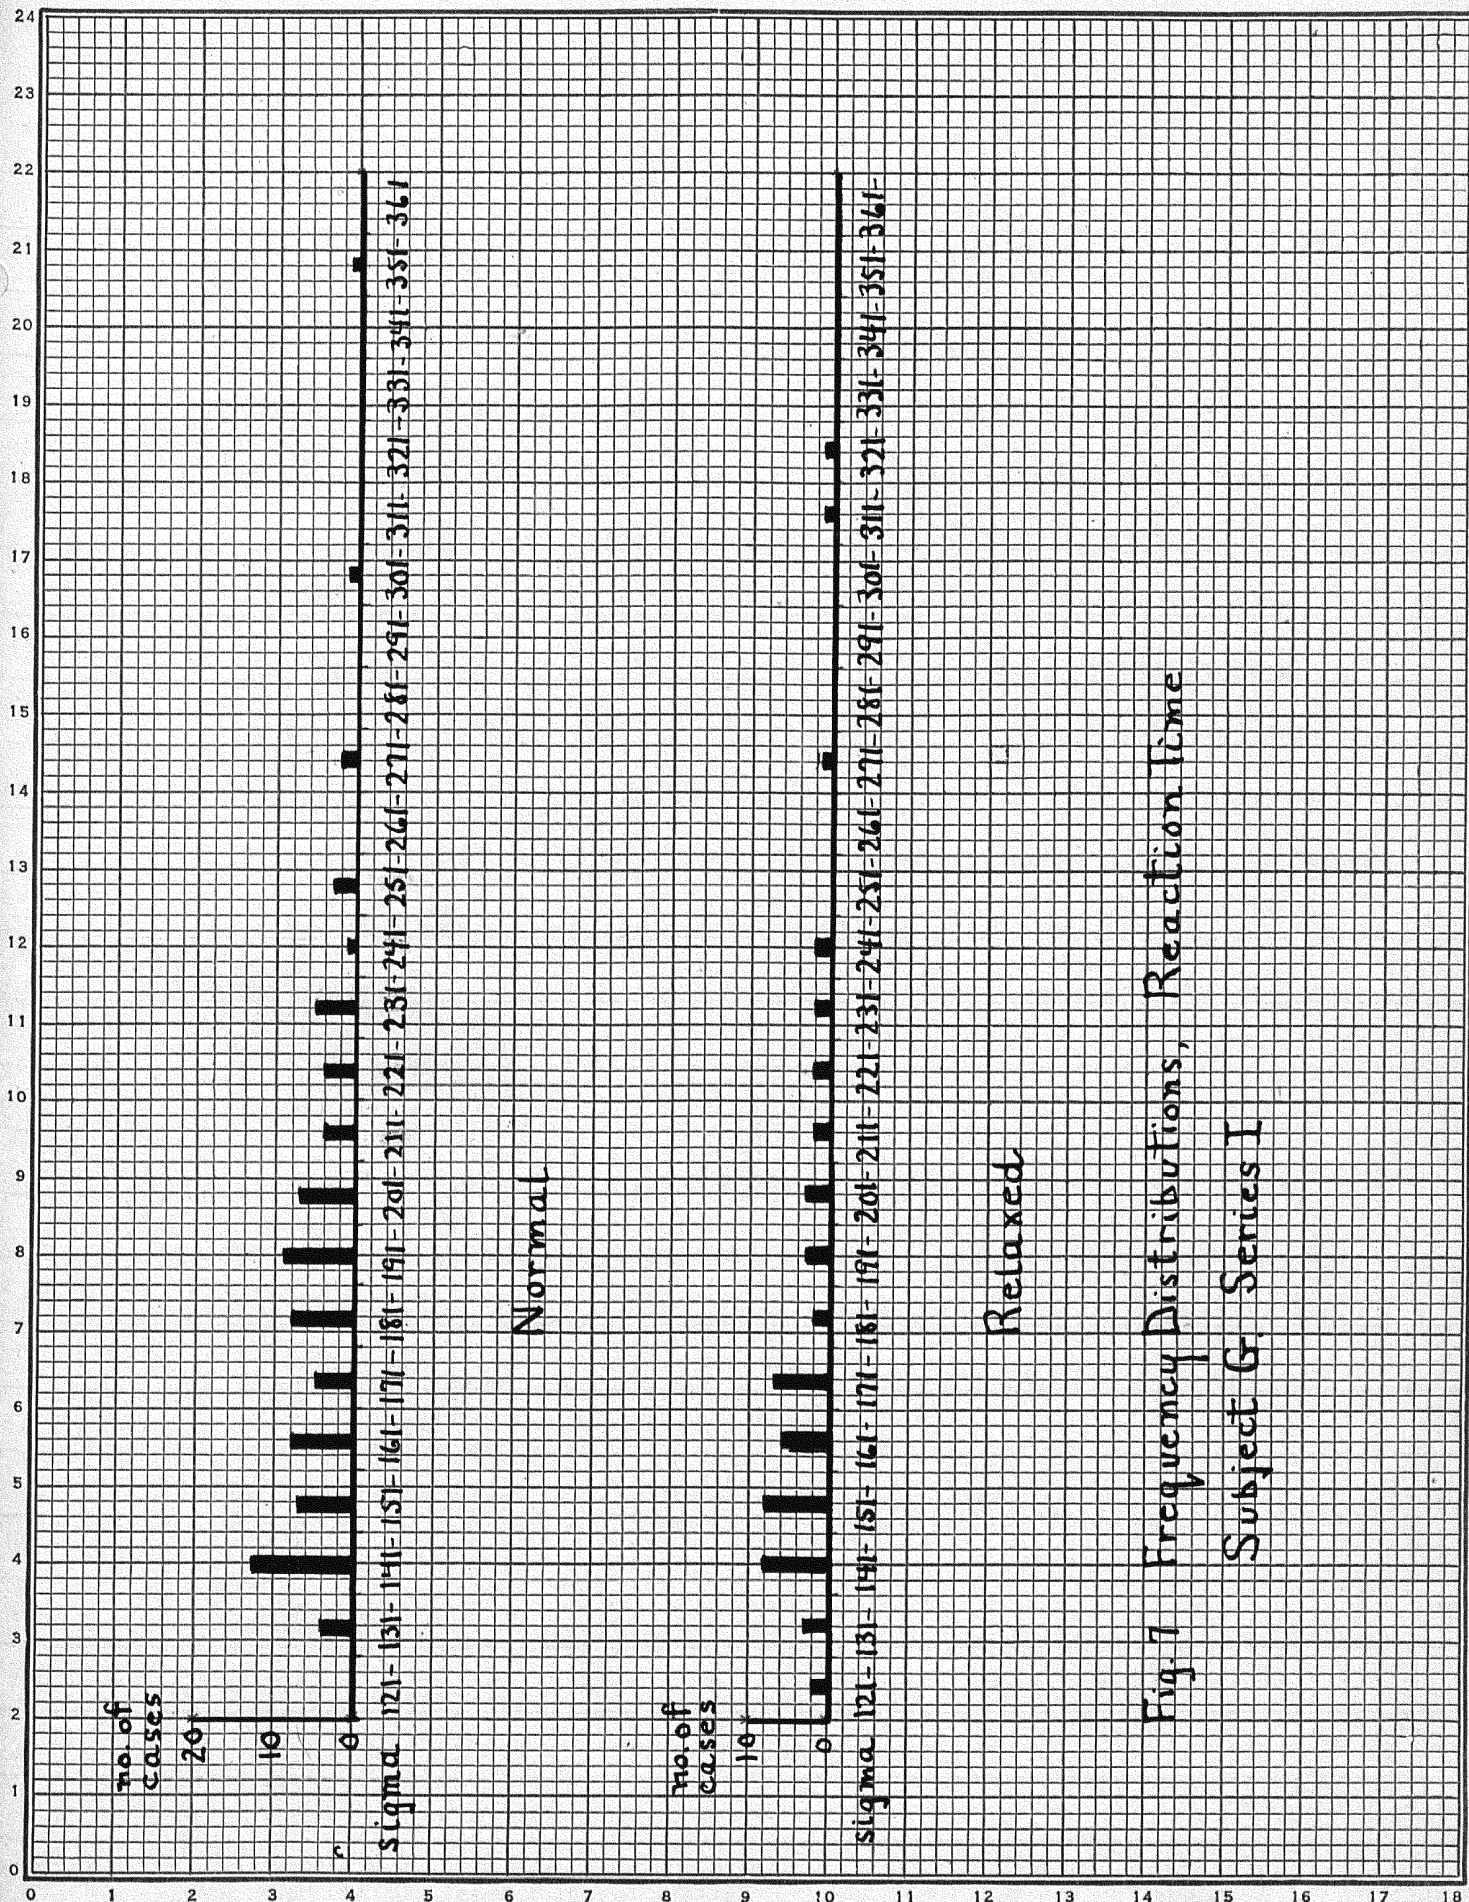 no. of
cases
20
10
0
sigma 121- 131- 141- 151- 161- 171- 181- 191- 201- 211- 221- 231- 241- 251- 261- 271- 281- 291- 301- 311- 321- 331- 341- 351- 361
Normal
no. of
cases
10
0
sigma 121- 131- 141- 151- 161- 171- 181- 191- 201- 211- 221- 231- 241- 251- 261- 271- 281- 291- 301- 311- 321- 331- 341- 351- 361-
Relaxed
Fig. 7 Frequency Distributions, Reaction Time
Subject G. Series I
24
23
22
21
20
19
18
17
16
15
14
13
12
11
10
9
8
7
6
5
4
3
2
1
0
0 1 2 3 4 5 6 7 8 9 10 11 12 13 14 15 16 17 18